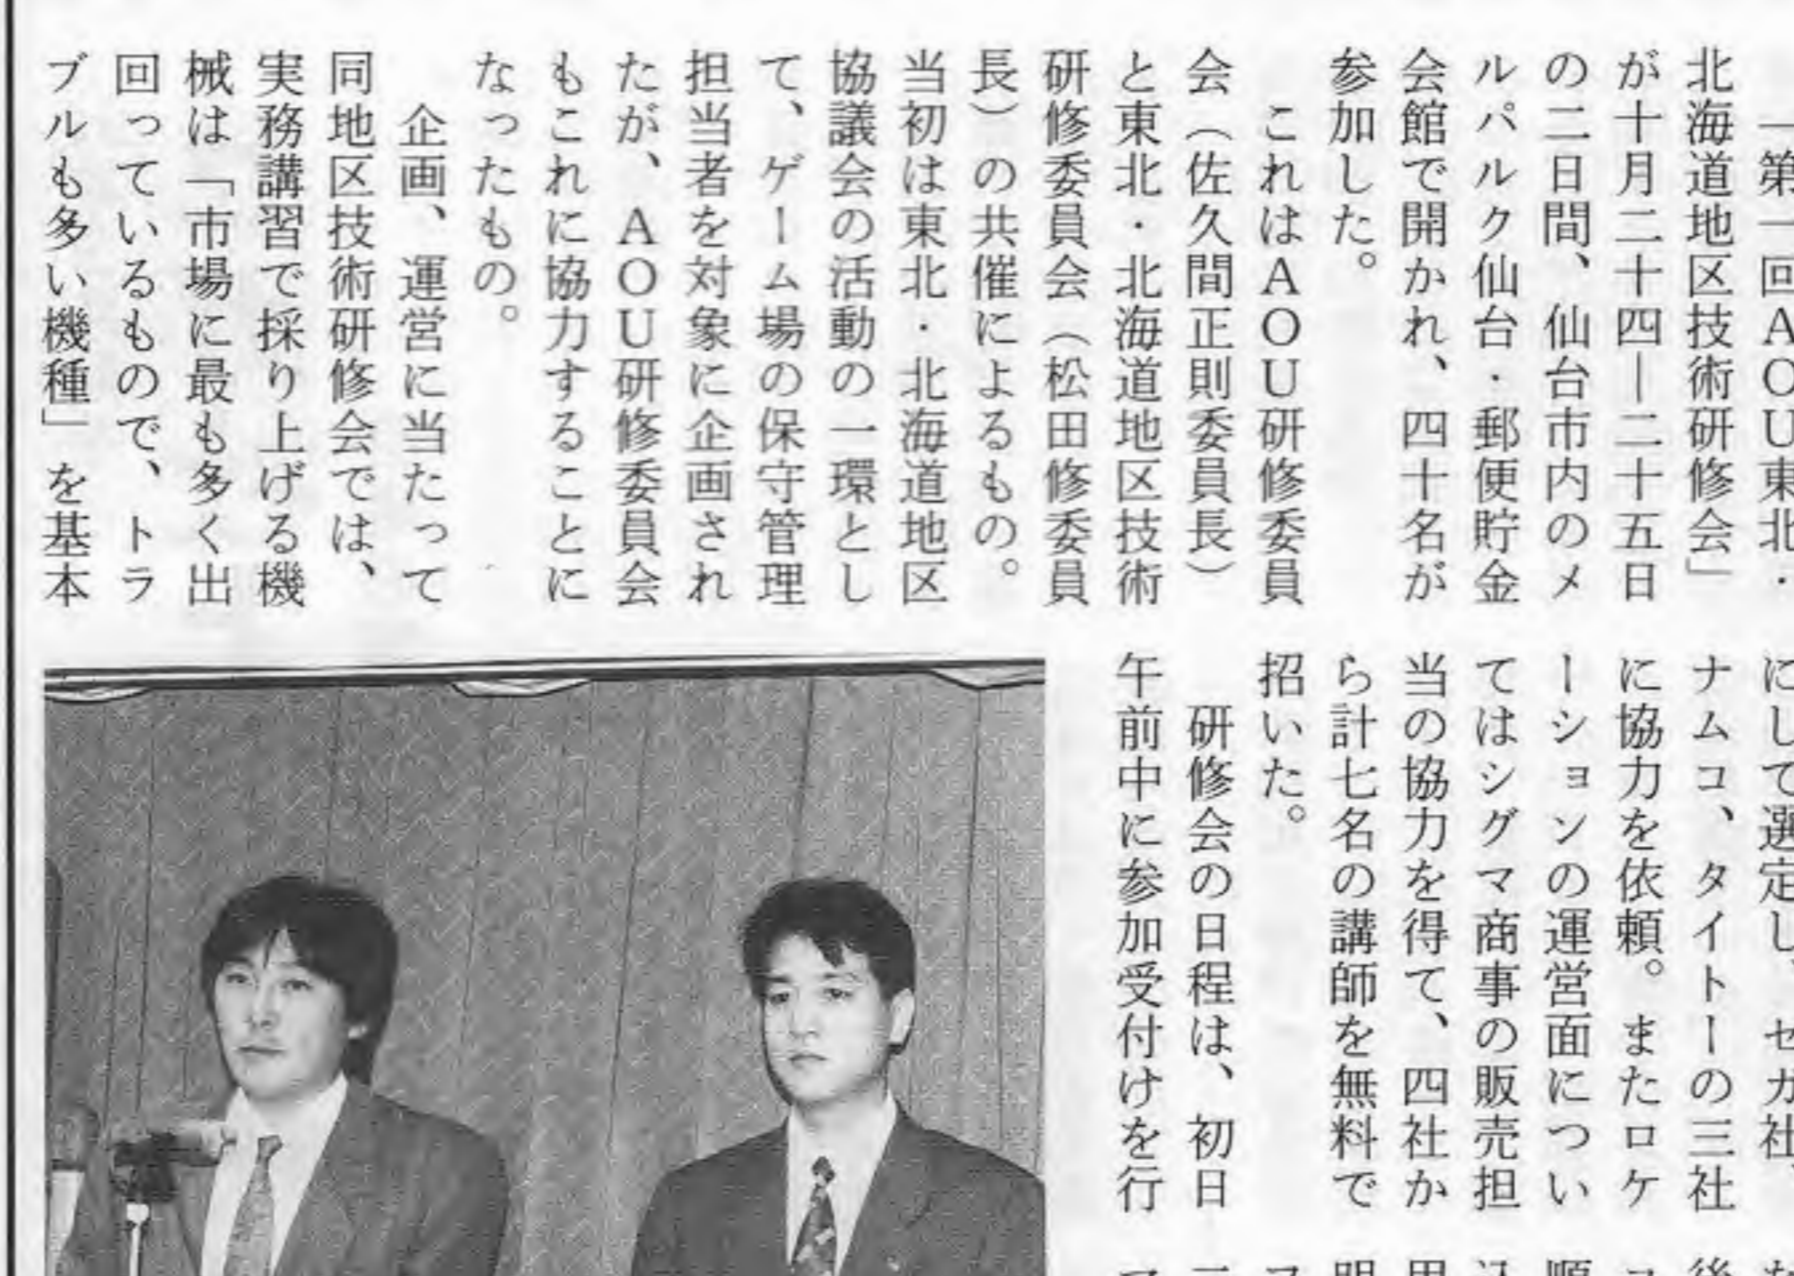 「第一回AOU東北・
北海道地区技術研修会」
が十月二十四―二十五日
の二日間、仙台市内のメ
ルパルク仙台・郵便貯金
会館で開かれ、四十名が
参加した。
これはAOU研修委員
会（佐久間正則委員長）
と東北・北海道地区技術
研修委員会（松田修委員
長）の共催によるもの。
当初は東北・北海道地区
協議会の活動の一環とし
て、ゲーム場の保守管理
担当者を対象に企画され
たが、AOU研修委員会
もこれに協力することに
なったもの。
企画、運営に当たって
同地区技術研修会では、
実務講習で採り上げる機
械は「市場に最も多く出
回っているもので、トラ
ブルも多い機種」を基本
にして選定し、セガ社、
ナムコ、タイトーの三社
に協力を依頼。またロケ
ーションの運営面につい
てはシグマ商事の販売担
当の協力を得て、四社か
ら計七名の講師を無料で
招いた。
研修会の日程は、初日
午前中に参加受付けを行